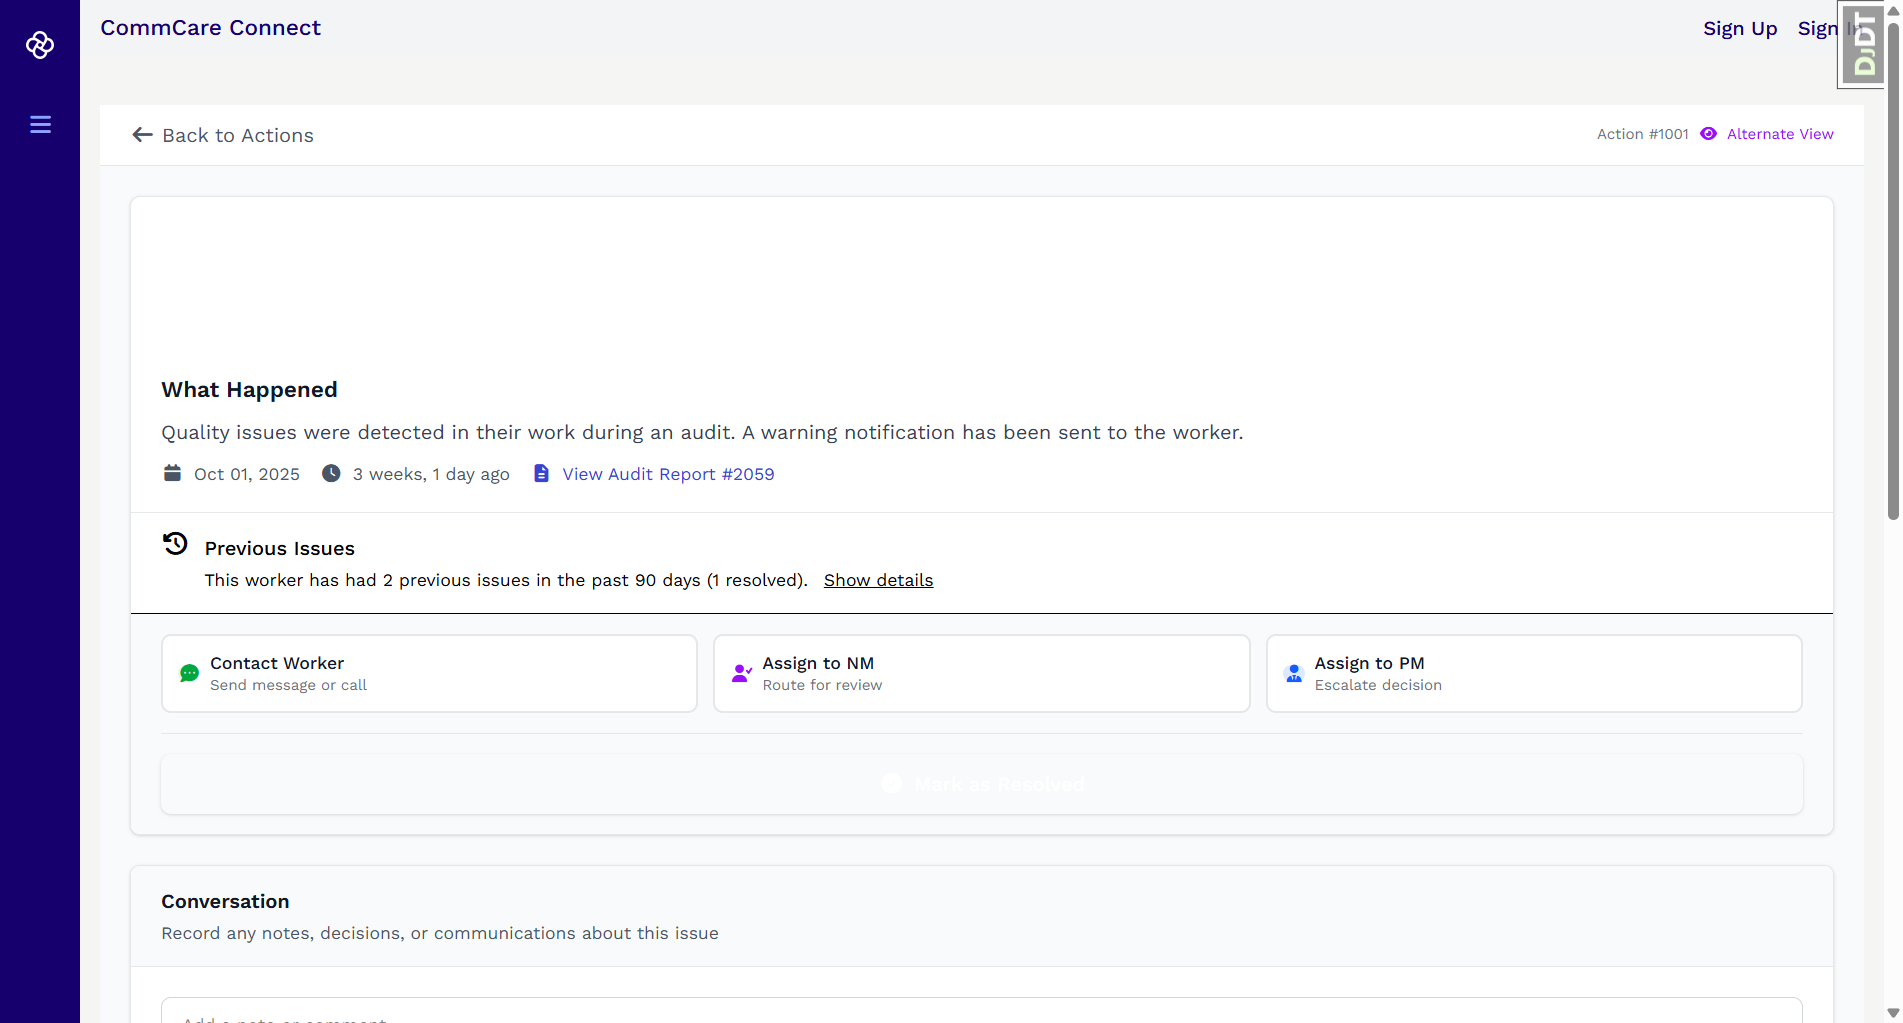 CommCare Connect
Sign Up
Sign In
DJDT
Back to Actions
Action #1001
Alternate View
What Happened
Quality issues were detected in their work during an audit. A warning notification has been sent to the worker.
Oct 01, 2025
3 weeks, 1 day ago
View Audit Report #2059
Previous Issues
This worker has had 2 previous issues in the past 90 days (1 resolved).
Show details
Contact Worker
Send message or call
Assign to NM
Route for review
Assign to PM
Escalate decision
Mark as Resolved
Conversation
Record any notes, decisions, or communications about this issue
Add a note or comment